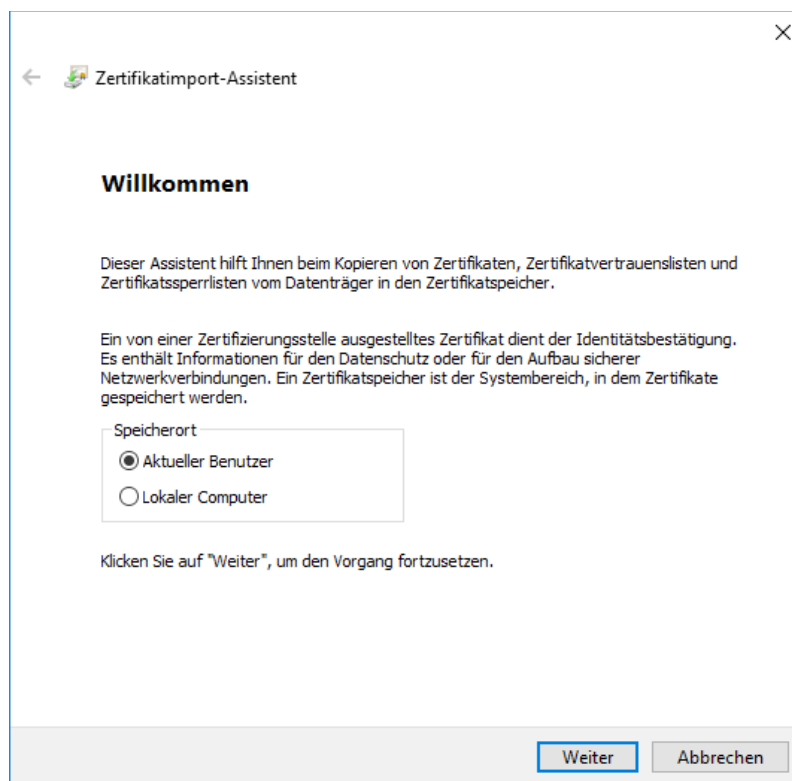 Zertifikatimport-Assistent
Willkommen
Dieser Assistent hilft Ihnen beim Kopieren von Zertifikaten, Zertifikatvertrauenslisten und
Zertifikatssperrlisten vom Datenträger in den Zertifikatspeicher.
Ein von einer Zertifizierungsstelle ausgestelltes Zertifikat dient der Identitätsbestätigung.
Es enthält Informationen für den Datenschutz oder für den Aufbau sicherer
Netzwerkverbindungen. Ein Zertifikatspeicher ist der Systembereich, in dem Zertifikate
gespeichert werden.
Speicherort
Aktueller Benutzer
Lokaler Computer
Klicken Sie auf "Weiter", um den Vorgang fortzusetzen.
Weiter
Abbrechen